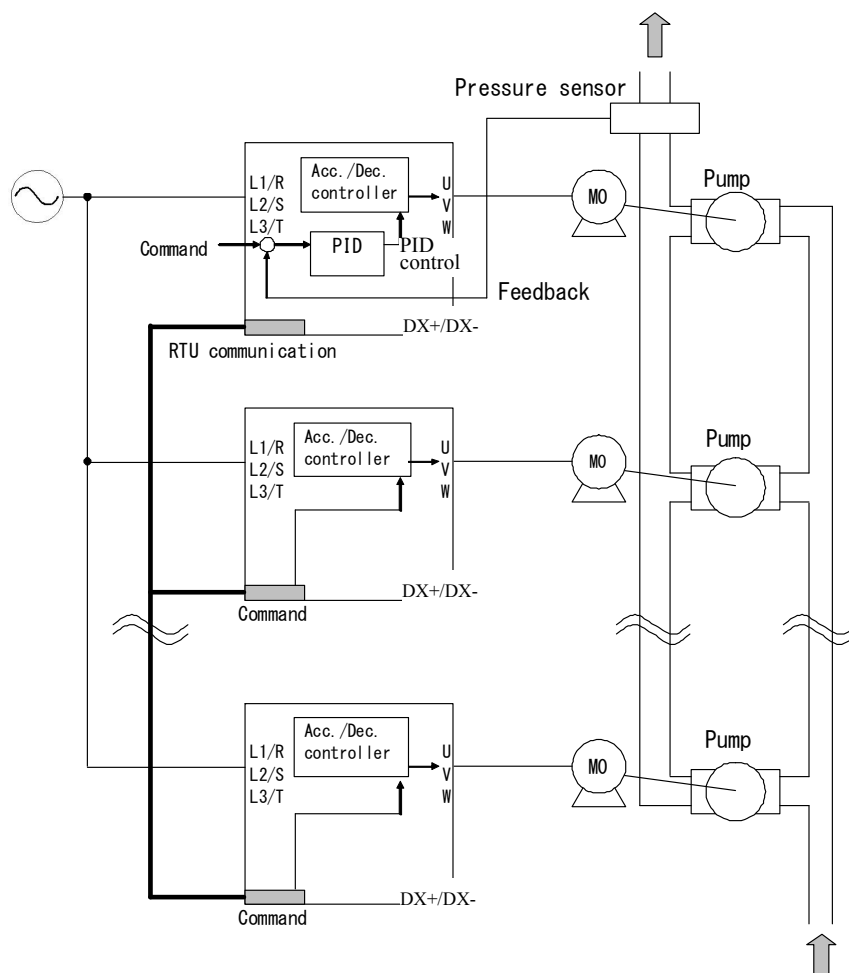 Pressure sensor
L1/R
L2/S
L3/T
Acc./Dec.
controller
U
V
W
MO
Pump
Command
PID
PID
control
Feedback
DX+/DX-
RTU communication
L1/R
L2/S
L3/T
Acc./Dec.
controller
U
V
W
MO
Pump
DX+/DX-
Command
L1/R
L2/S
L3/T
Acc./Dec.
controller
U
V
W
MO
Pump
DX+/DX-
Command